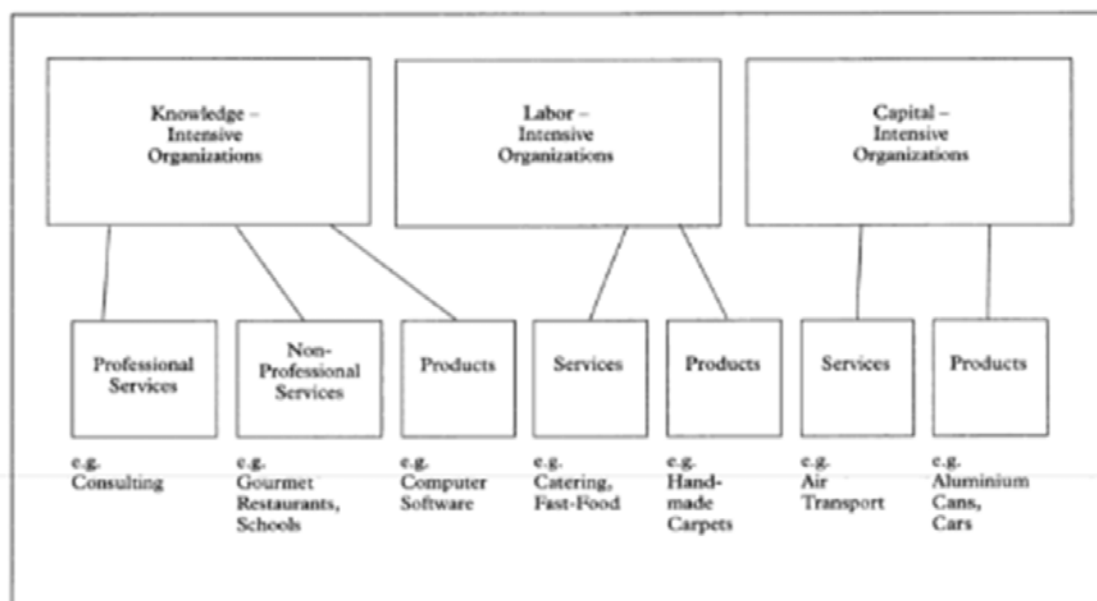 Knowledge –
Intensive
Organizations
Labor –
Intensive
Organizations
Capital –
Intensive
Organizations
Professional
Services
Non-
Professional
Services
Products
Services
Products
Services
Products
e.g.
Consulting
e.g.
Gourmet
Restaurants,
Schools
e.g.
Computer
Software
e.g.
Catering,
Fast-Food
e.g.
Hand-
made
Carpets
e.g.
Air
Transport
e.g.
Aluminium
Cans,
Cars